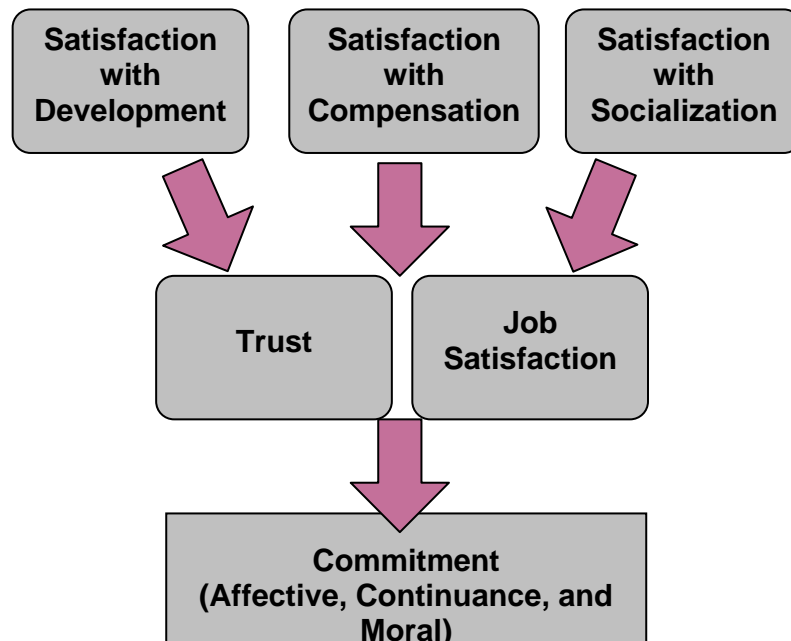 Satisfaction
with
Development
Satisfaction
with
Compensation
Satisfaction
with
Socialization
Trust
Job
Satisfaction
Commitment
(Affective, Continuance, and
Moral)